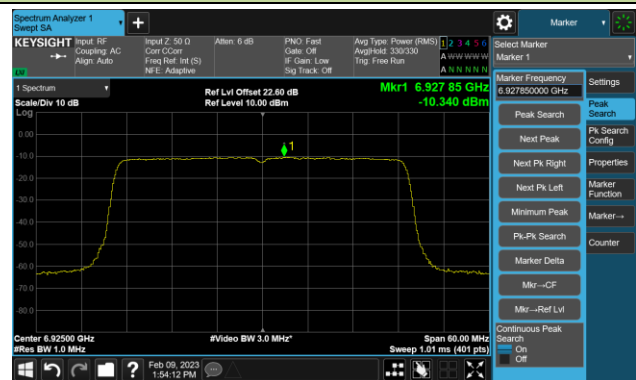 Spectrum Analyzer 1
Swept SA
Marker
KEYSIGHT
Input: RF
Coupling: AC
Align: Auto
Input Z: 50 Ω
Corr CCorr
Freq Ref: Int (S)
NFE: Adaptive
Atten: 6 dB
PNO: Fast
Gate: Off
IF Gain: Low
Sig Track: Off
Avg Type: Power (RMS)
Avg|Hold: 330/330
Trig: Free Run
1 2 3 4 5 6
A W W W W W
A N N N N N
LXI
Select Marker
Marker 1
1 Spectrum
Scale/Div 10 dB
Log
Ref Lvl Offset 22.60 dB
Ref Level 10.00 dBm
Mkr1 6.927 85 GHz
-10.340 dBm
0.00
-10.0
-20.0
-30.0
-40.0
-50.0
-60.0
-70.0
-80.0
1
Center 6.92500 GHz
#Res BW 1.0 MHz
#Video BW 3.0 MHz*
Span 60.00 MHz
Sweep 1.01 ms (401 pts)
Marker Frequency
6.927850000 GHz
Peak Search
Next Peak
Next Pk Right
Next Pk Left
Minimum Peak
Pk-Pk Search
Marker Delta
Mkr→CF
Mkr→Ref Lvl
Continuous Peak
Search
On
Off
Settings
Peak
Search
Pk Search
Config
Properties
Marker
Function
Marker→
Counter
?
Feb 09, 2023
1:54:12 PM